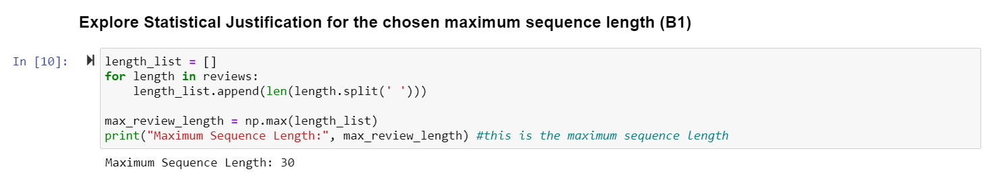 Explore Statistical Justification for the chosen maximum sequence length (B1)
In [10]:
length_list = []
for length in reviews:
    length_list.append(len(length.split(' ')))
max_review_length = np.max(length_list)
print("Maximum Sequence Length:", max_review_length) #this is the maximum sequence length
Maximum Sequence Length: 30